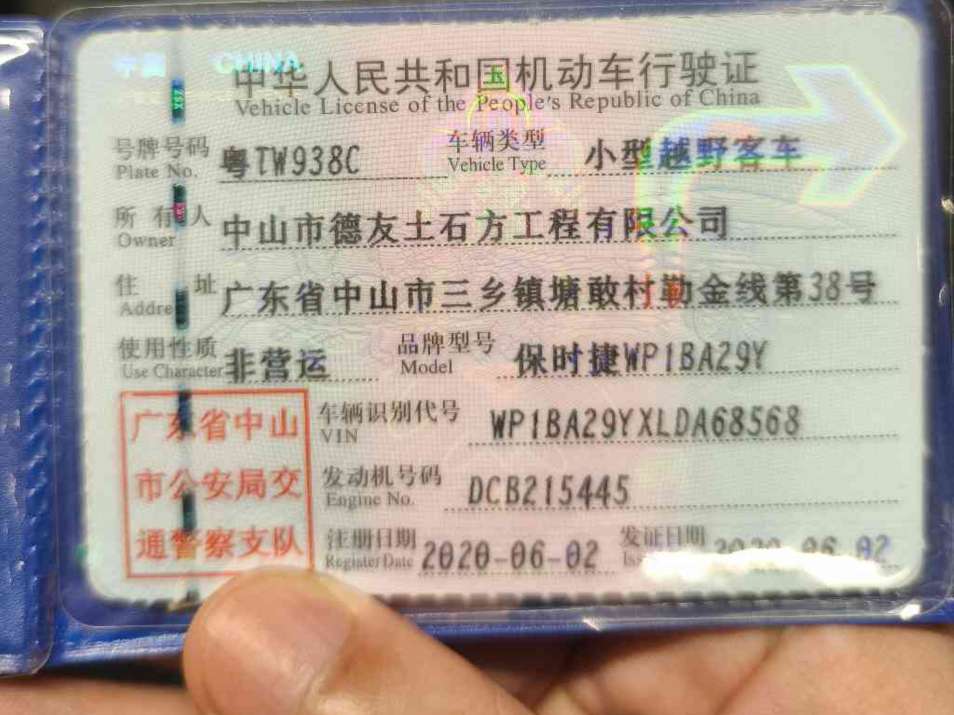 中国 CHINA
中华人民共和国机动车行驶证
Vehicle License of the People's Republic of China
号牌号码 粤TW938C 车辆类型 小型越野客车
Plate No. Vehicle Type
所有人 中山市德友土石方工程有限公司
Owner
住址 广东省中山市三乡镇塘敢村勤金线第38号
Addre
使用性质 非营运 品牌型号 保时捷WP1BA29Y
Use Character Model
广东省中山
市公安局交
通警察支队
车辆识别代号 WP1BA29YXLDA68568
VIN
发动机号码 DCB215445
Engine No.
注册日期 2020-06-02 发证日期 2020-06-02
Register Date